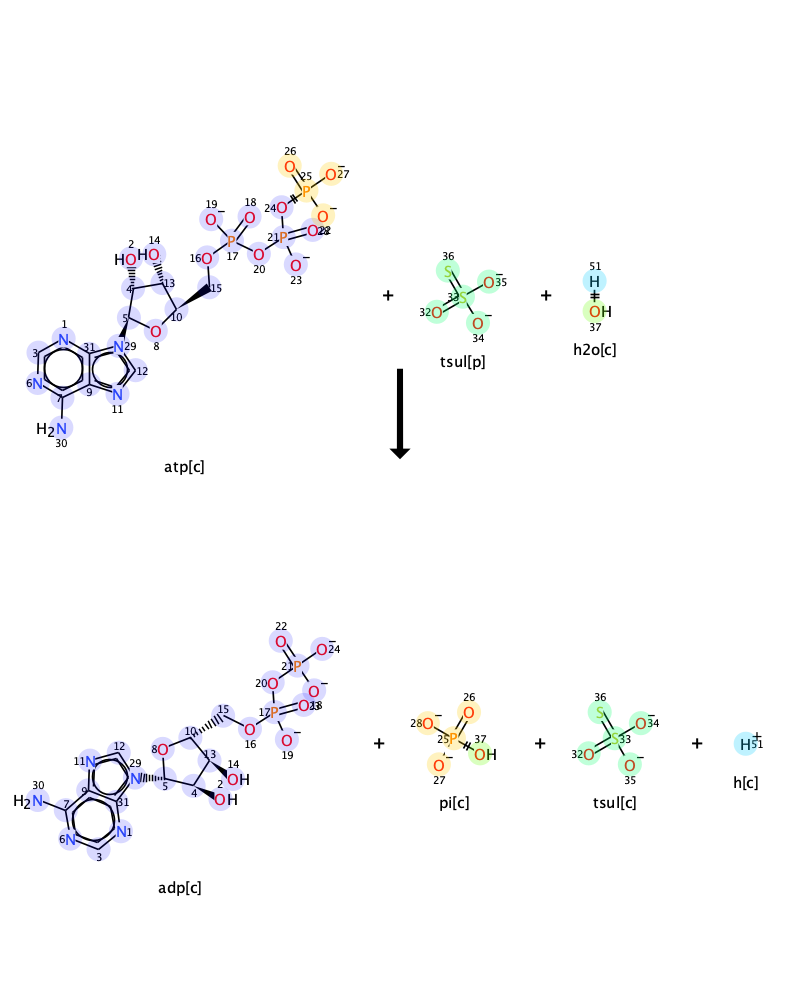 26
25
O
O
−
27
P
19
18
24
O
O
−
O
O
−
2
14
21
P
O
22
HO
HO
16
O
P
17
O
20
O
−
23
36
S
O
−
35
51
H
4
13
15
33
S
+
+
5
10
32
O
O
−
34
OH
37
1
O
8
tsul[p]
h2o[c]
N
31
N
29
3
12
6
N
9
N
7
11
H2N
30
atp[c]
22
O
O
−
24
21
P
20
O
O
−
15
17
P
O
18
26
36
10
O
16
O
−
19
28
O
−
O
S
O
−
34
12
8
O
13
25
P
37
33
S
+
+
+
H
+
51
11
N
29
N
14
OH
OH
32
O
30
9
5
2
O
−
27
O
−
35
h[c]
H2N
7
31
4
OH
pi[c]
tsul[c]
6
N
N
1
3
adp[c]